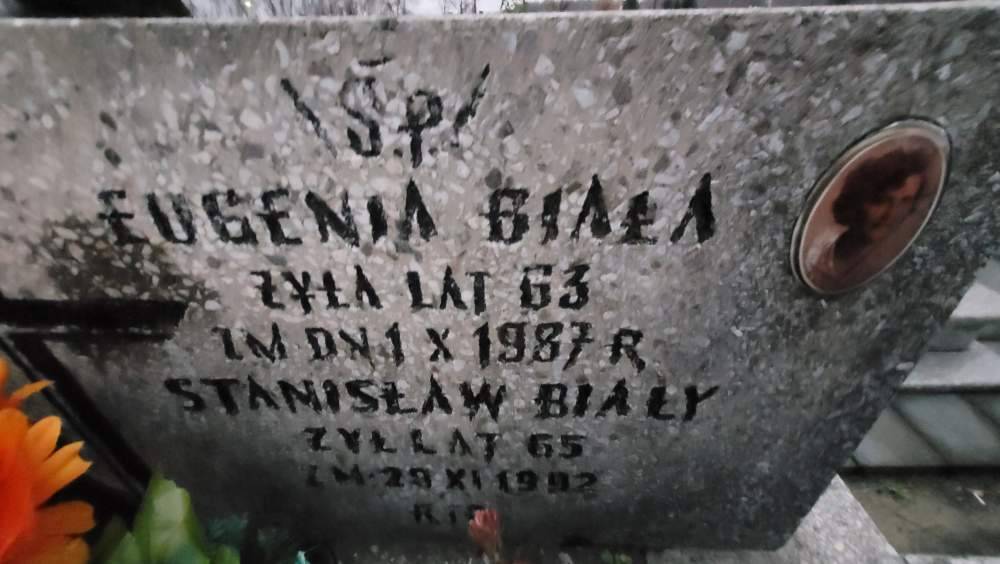 Ś.P.
EUGENIA BIAŁA
ŻYŁA LAT 63
ZM DN 1 X 1987 R
STANISŁAW BIAŁY
ŻYŁ LAT 65
ZM. 29 XI 1992
R I P